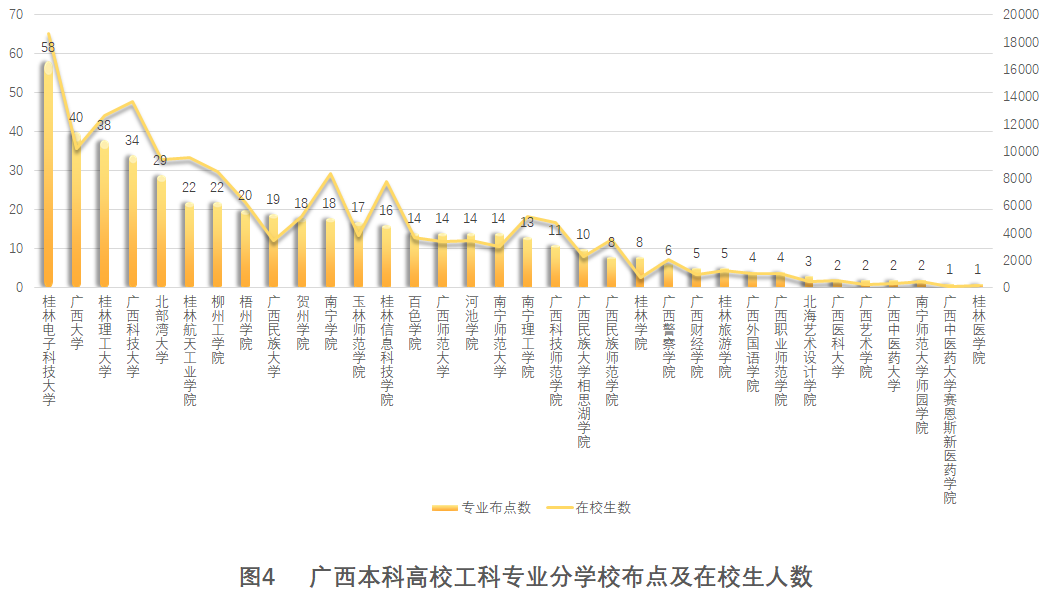 70
60
50
40
30
20
10
0
20000
18000
16000
14000
12000
10000
8000
6000
4000
2000
0
58
40
38
34
29
22
22
20
19
18
18
17
16
14
14
14
14
13
11
10
8
8
6
5
5
4
4
3
2
2
2
2
1
1
桂林电子科技大学
广西大学
桂林理工大学
广西科技大学
北部湾大学
桂林航天工业学院
柳州工学院
梧州学院
广西民族大学
贺州学院
南宁学院
玉林师范学院
桂林信息科技学院
百色学院
广西师范大学
河池学院
南宁师范大学
南宁理工学院
广西科技师范学院
广西民族大学相思湖学院
广西民族师范学院
桂林学院
广西警察学院
广西财经学院
桂林旅游学院
广西外国语学院
广西职业师范学院
北海艺术设计学院
广西医科大学
广西艺术学院
广西中医药大学
南宁师范大学师园学院
广西中医药大学赛恩斯新医药学院
桂林医学院
专业布点数
在校生数
图4 广西本科高校工科专业分学校布点及在校生人数